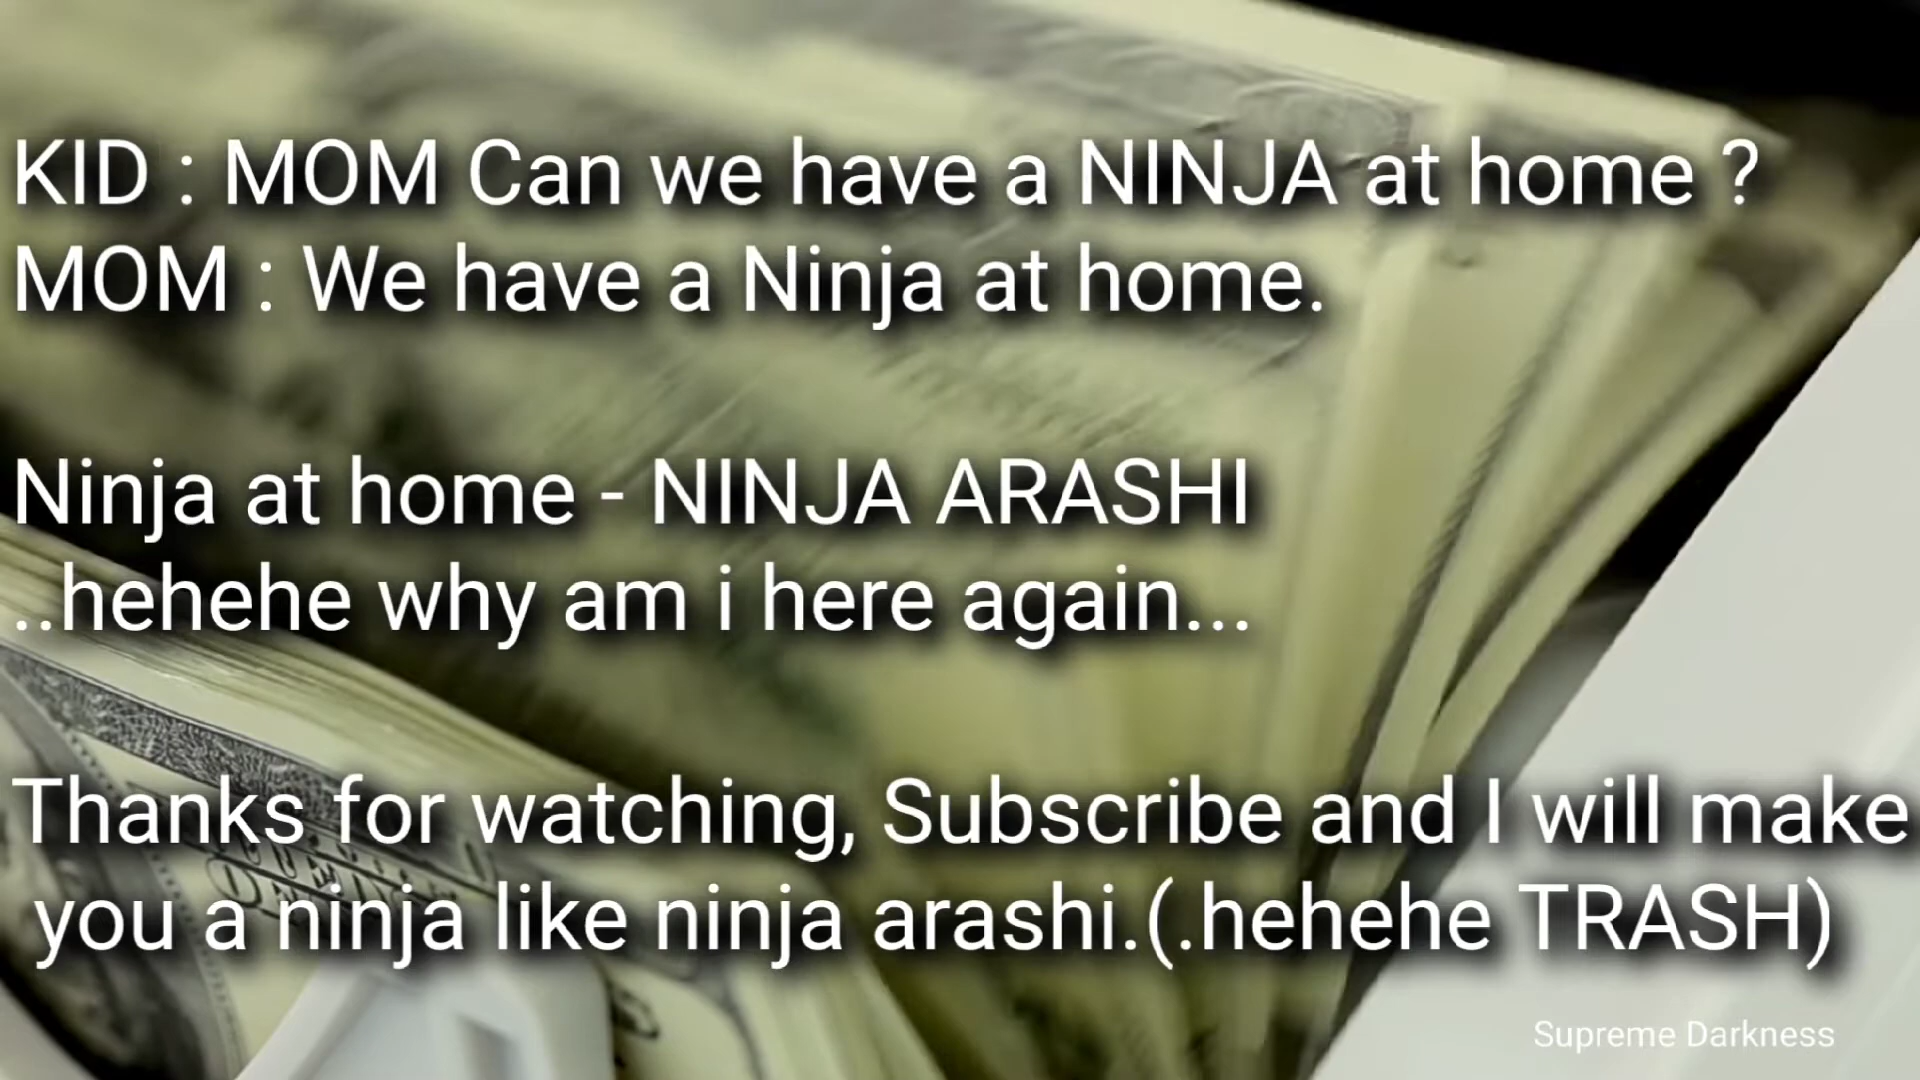 KID : MOM Can we have a NINJA at home ?
MOM : We have a Ninja at home.
Ninja at home - NINJA ARASHI
..hehehe why am i here again...
Thanks for watching, Subscribe and I will make
you a ninja like ninja arashi.(.hehehe TRASH)
Supreme Darkness